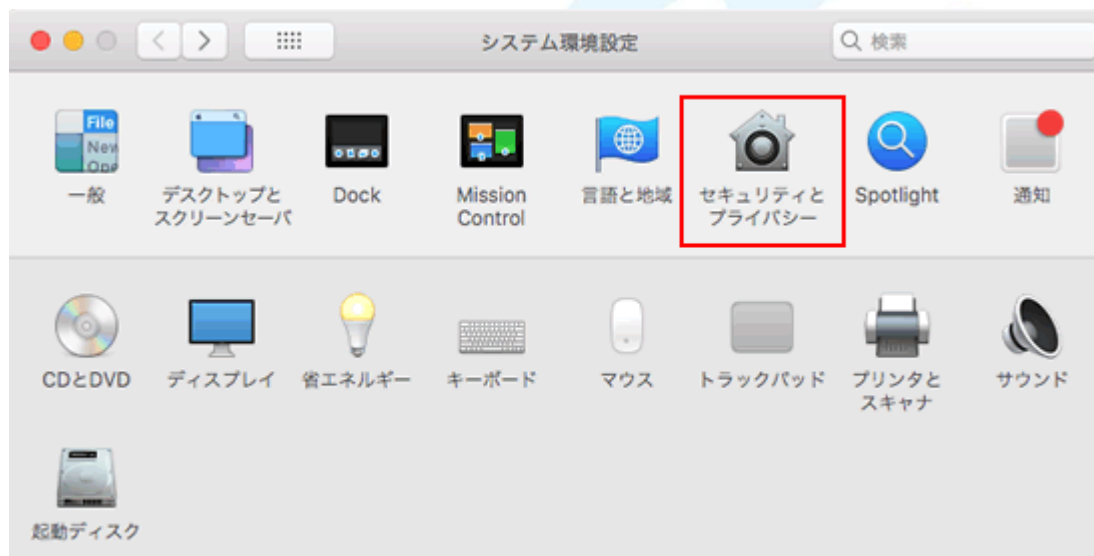 システム環境設定
検索
File
New
Ope
一般
デスクトップと
スクリーンセーバ
Dock
Mission
Control
言語と地域
セキュリティと
プライバシー
Spotlight
通知
CDとDVD
ディスプレイ
省エネルギー
キーボード
マウス
トラックパッド
プリンタと
スキャナ
サウンド
起動ディスク